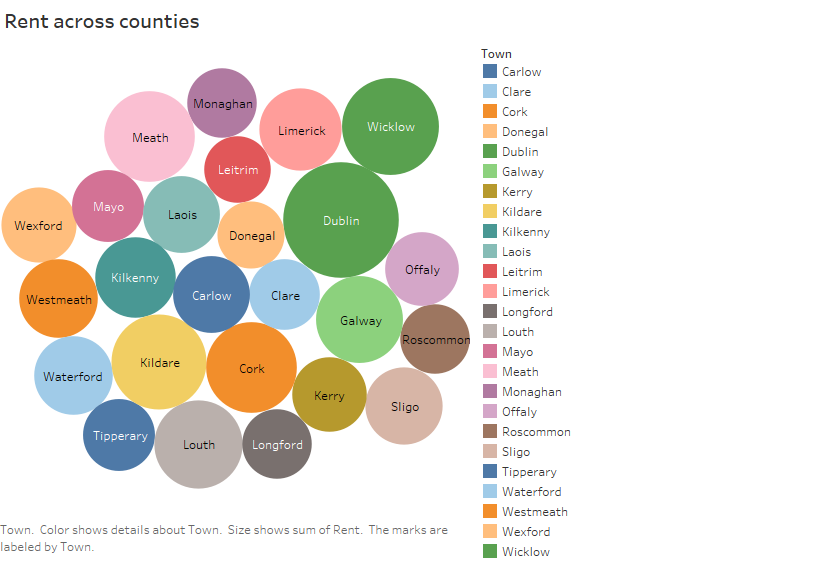 Rent across counties
Town
Carlow
Clare
Cork
Donegal
Dublin
Galway
Kerry
Kildare
Kilkenny
Laois
Leitrim
Limerick
Longford
Louth
Mayo
Meath
Monaghan
Offaly
Roscommon
Sligo
Tipperary
Waterford
Westmeath
Wexford
Wicklow
Monaghan
Meath
Limerick
Wicklow
Leitrim
Mayo
Laois
Wexford
Donegal
Dublin
Kilkenny
Offaly
Westmeath
Carlow
Clare
Galway
Roscommon
Kildare
Cork
Waterford
Kerry
Sligo
Tipperary
Louth
Longford
Town.  Color shows details about Town.  Size shows sum of Rent.  The marks are
labeled by Town.